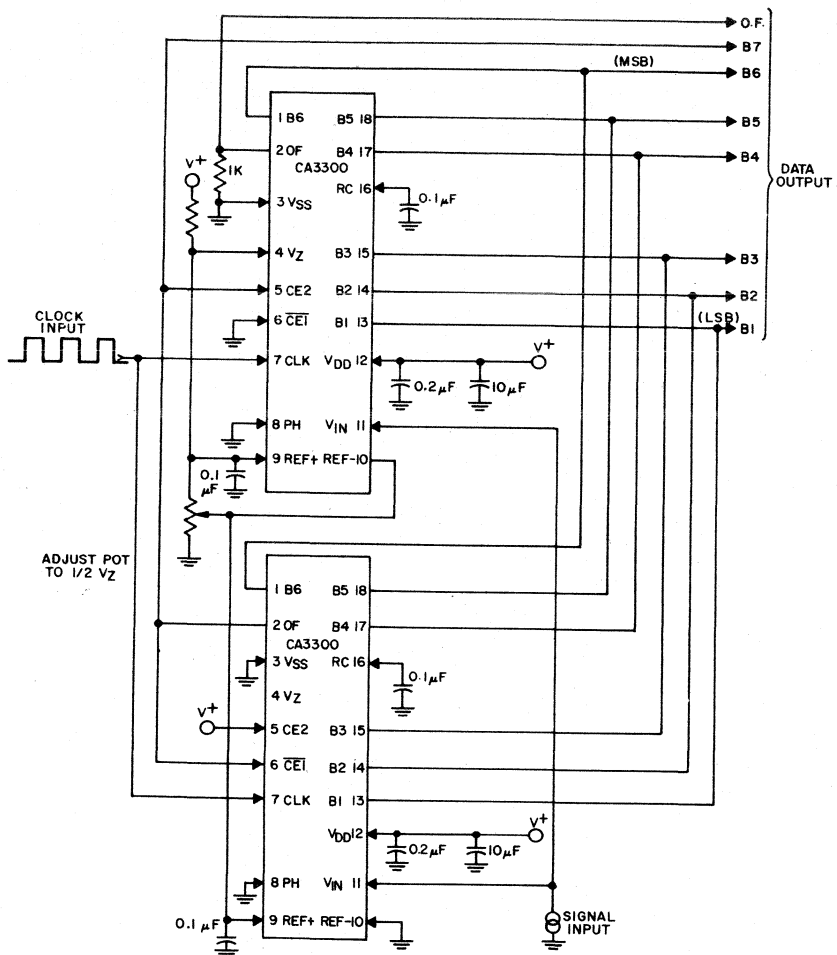 O.F.
B7
(MSB)
B6
B5
B4
DATA
OUTPUT
B3
B2
(LSB)
B1
1 B6
B5 18
2 OF
B4 17
CA3300
1K
V+
RC 16
0.1µF
3 VSS
4 VZ
B3 15
5 CE2
B2 14
6 CE1
B1 13
CLOCK
INPUT
7 CLK
VDD 12
V+
0.2µF
10µF
8 PH
VIN 11
9 REF+
REF-10
0.1
µF
ADJUST POT
TO 1/2 VZ
1 B6
B5 18
2 OF
B4 17
CA3300
3 VSS
RC 16
0.1µF
4 VZ
V+
5 CE2
B3 15
6 CE1
B2 14
7 CLK
B1 13
VDD12
V+
0.2µF
10µF
8 PH
VIN 11
0.1µF
9 REF+
REF-10
SIGNAL
INPUT